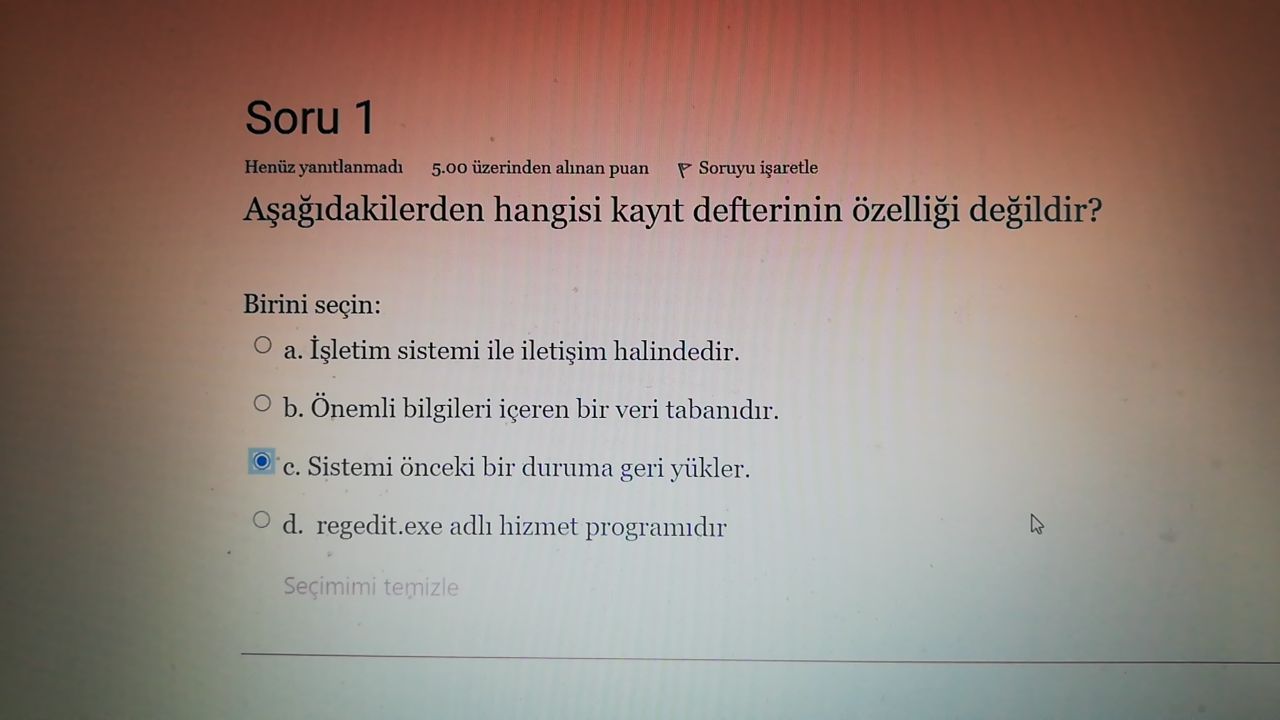 Soru 1
Henüz yanıtlanmadı 5.00 üzerinden alınan puan Soruyu işaretle
Aşağıdakilerden hangisi kayıt defterinin özelliği değildir?
Birini seçin:
a. İşletim sistemi ile iletişim halindedir.
b. Önemli bilgileri içeren bir veri tabanıdır.
c. Sistemi önceki bir duruma geri yükler.
d. regedit.exe adlı hizmet programıdır
Seçimimi temizle